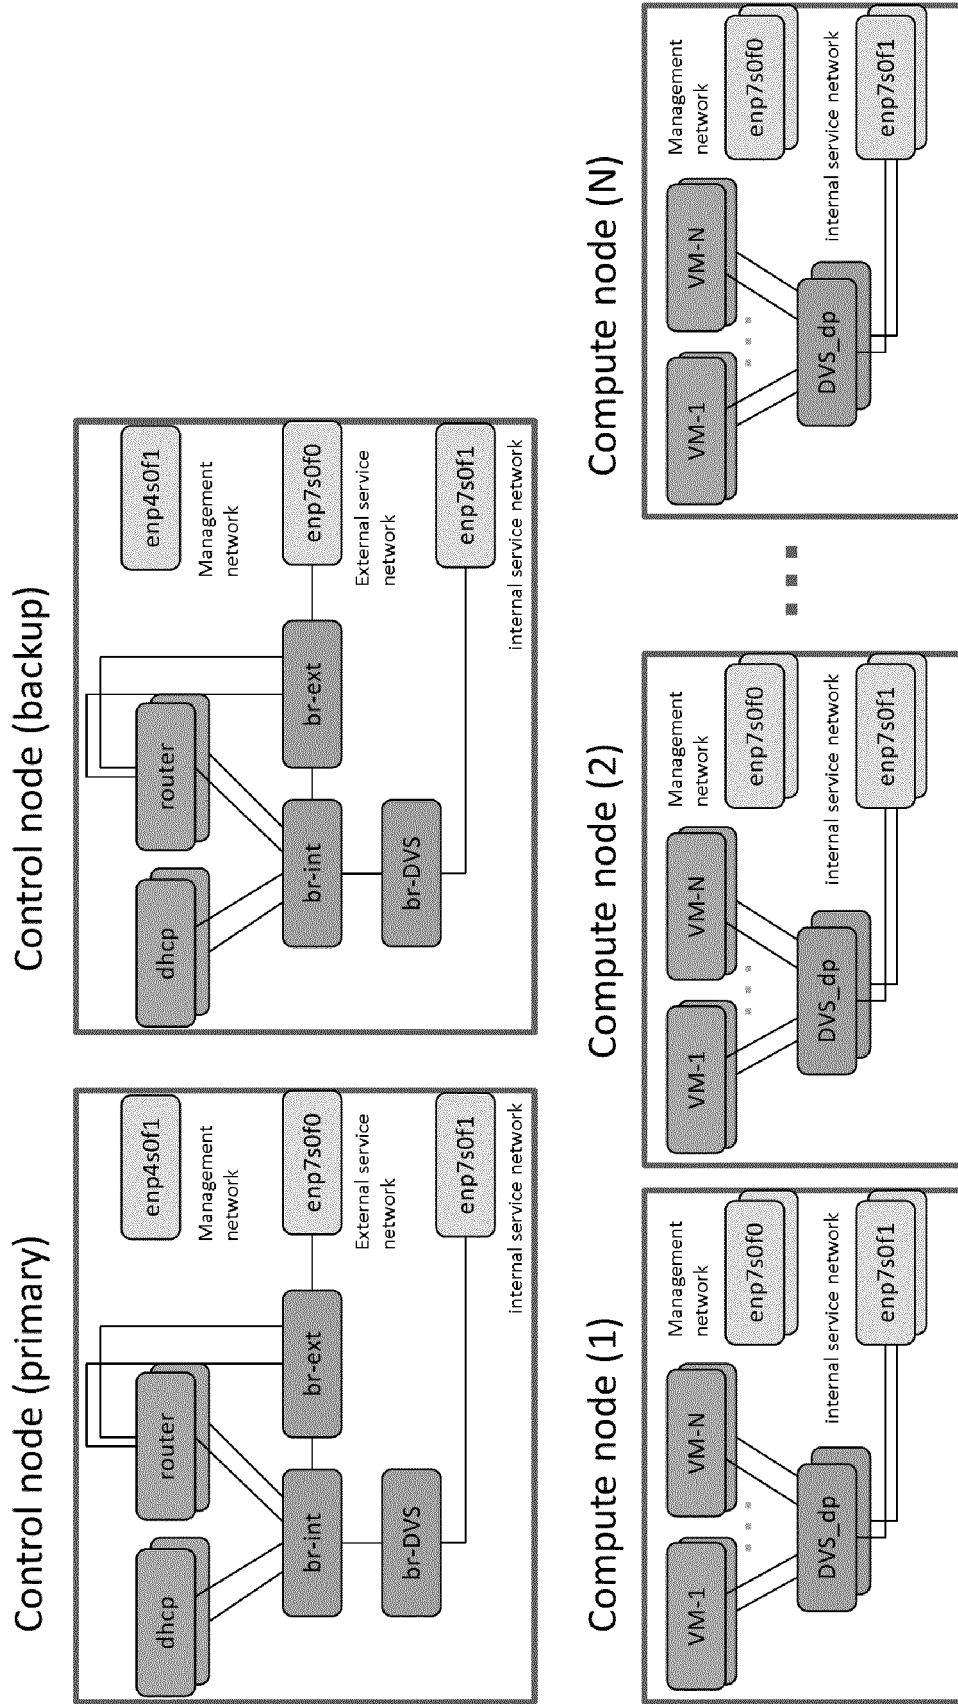 Control node (primary)
dhcp
router
enp4s0f1
Management
network
br-int
br-ext
enp7s0f0
External service
network
br-DVS
enp7s0f1
internal service network
Control node (backup)
dhcp
router
enp4s0f1
Management
network
br-int
br-ext
enp7s0f0
External service
network
br-DVS
enp7s0f1
internal service network
Compute node (1)
VM-1
VM-N
Management
network
enp7s0f0
DVS_dp
internal service network
enp7s0f1
Compute node (2)
VM-1
VM-N
Management
network
enp7s0f0
DVS_dp
internal service network
enp7s0f1
Compute node (N)
VM-1
VM-N
Management
network
enp7s0f0
DVS_dp
internal service network
enp7s0f1